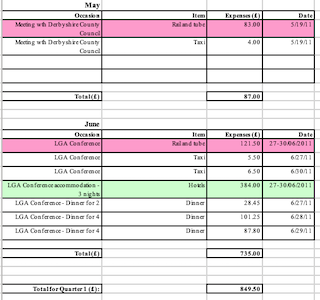 May
Occasion Item Expenses (£) Date
Meeting with Derbyshire County Council Rail and tube 83.00 5/19/11
Meeting with Derbyshire County Council Taxi 4.00 5/19/11
Total (£) 87.00
June
Occasion Item Expenses (£) Date
LGA Conference Rail and tube 121.50 27-30/06/2011
LGA Conference Taxi 5.50 6/27/11
LGA Conference Taxi 6.50 6/30/11
LGA Conference accommodation - 3 nights Hotels 384.00 27-30/06/2011
LGA Conference - Dinner for 2 Dinner 28.45 6/27/11
LGA Conference - Dinner for 4 Dinner 101.25 6/28/11
LGA Conference - Dinner for 4 Dinner 87.80 6/29/11
Total (£) 735.00
Total for Quarter 1 (£): 849.50